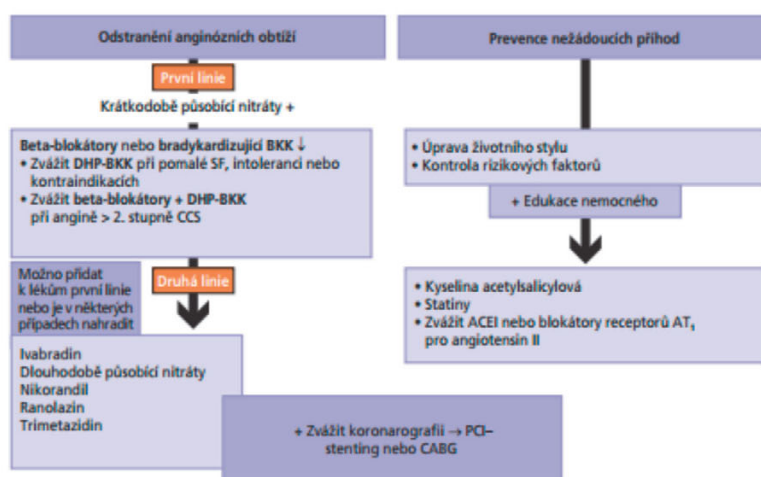 Odstranění anginózních obtíží
První linie
Krátkodobě působící nitráty +
Beta-blokátory nebo bradykardizující BKK ↓
• Zvážit DHP-BKK při pomalé SF, intoleranci nebo
kontraindikacích
• Zvážit beta-blokátory + DHP-BKK
při angině > 2. stupně CCS
Možno přidat
k lékům první linie
nebo je v některých
případech nahradit
Druhá linie
Ivabradin
Dlouhodobě působící nitráty
Nikorandil
Ranolazin
Trimetazidin
Prevence nežádoucích příhod
• Úprava životního stylu
• Kontrola rizikových faktorů
+ Edukace nemocného
• Kyselina acetylsalicylová
• Statiny
• Zvážit ACEI nebo blokátory receptorů AT₁
pro angiotensin II
+ Zvážit koronarografii → PCI–
stenting nebo CABG